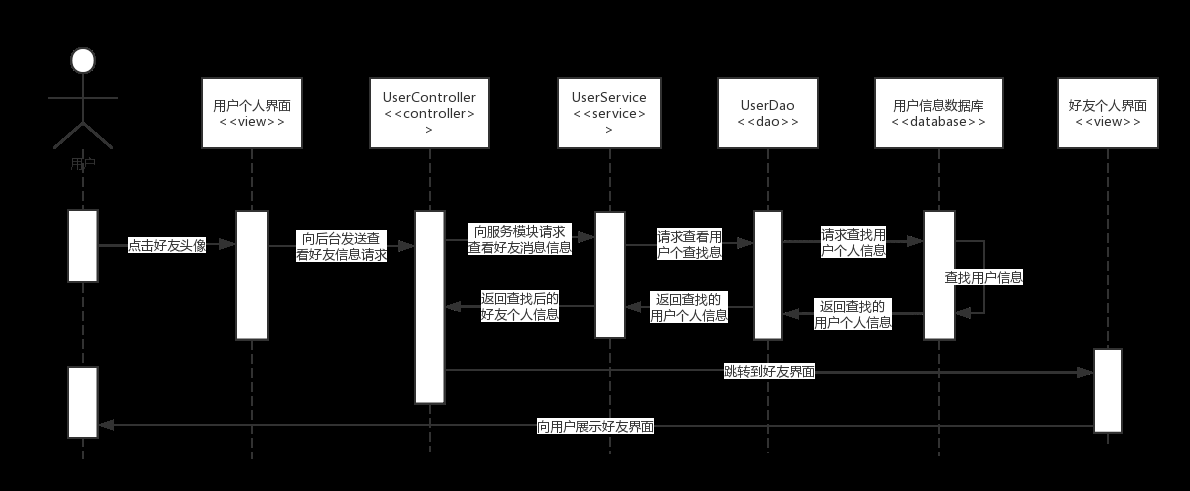 用户个人界面
<<view>>
UserController
<<controller>
>
UserService
<<service>
>
UserDao
<<dao>>
用户信息数据库
<<database>>
好友个人界面
<<view>>
用户
点击好友头像
向后台发送查
看好友信息请求
向服务模块请求
查看好友消息信息
请求查看用
户个查找息
请求查找用
户个人信息
查找用户信息
返回查找后的
好友个人信息
返回查找的
用户个人信息
返回查找的
用户个人信息
跳转到好友界面
向用户展示好友界面